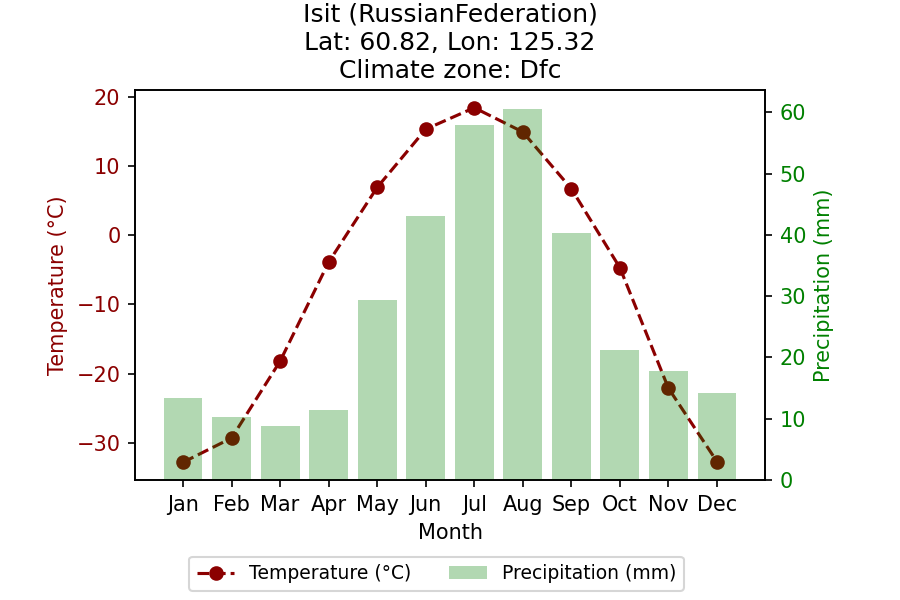 Isit (RussianFederation)
Lat: 60.82, Lon: 125.32
Climate zone: Dfc
20
10
0
−10
−20
−30
Temperature (°C)
60
50
40
30
20
10
0
Precipitation (mm)
Jan Feb Mar Apr May Jun Jul Aug Sep Oct Nov Dec
Month
Temperature (°C) Precipitation (mm)